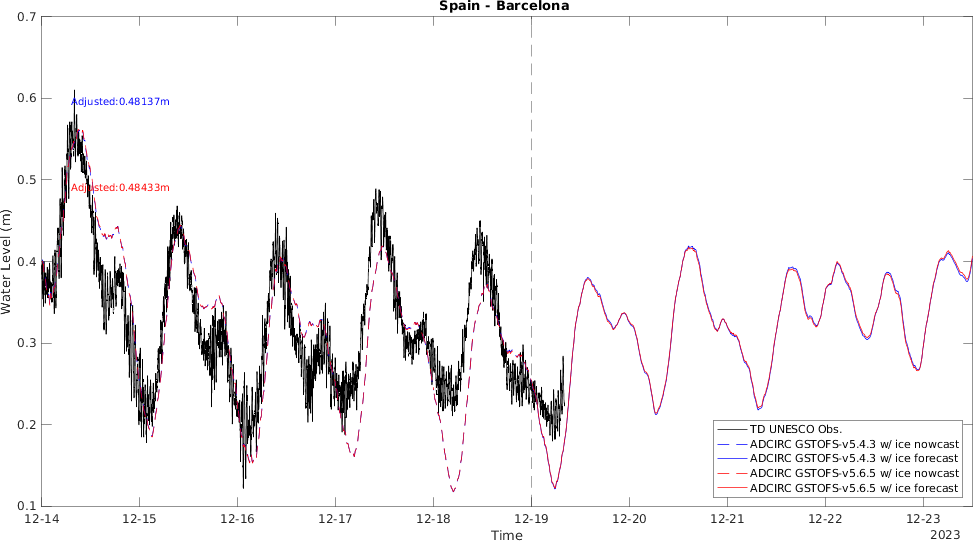 Spain - Barcelona
0.7
0.6
0.5
0.4
0.3
0.2
0.1
Water Level (m)
Adjusted:0.48137m
Adjusted:0.48433m
TD UNESCO Obs.
ADCIRC GSTOFS-v5.4.3 w/ ice nowcast
ADCIRC GSTOFS-v5.4.3 w/ ice forecast
ADCIRC GSTOFS-v5.6.5 w/ ice nowcast
ADCIRC GSTOFS-v5.6.5 w/ ice forecast
12-14 12-15 12-16 12-17 12-18 12-19 12-20 12-21 12-22 12-23
Time
2023